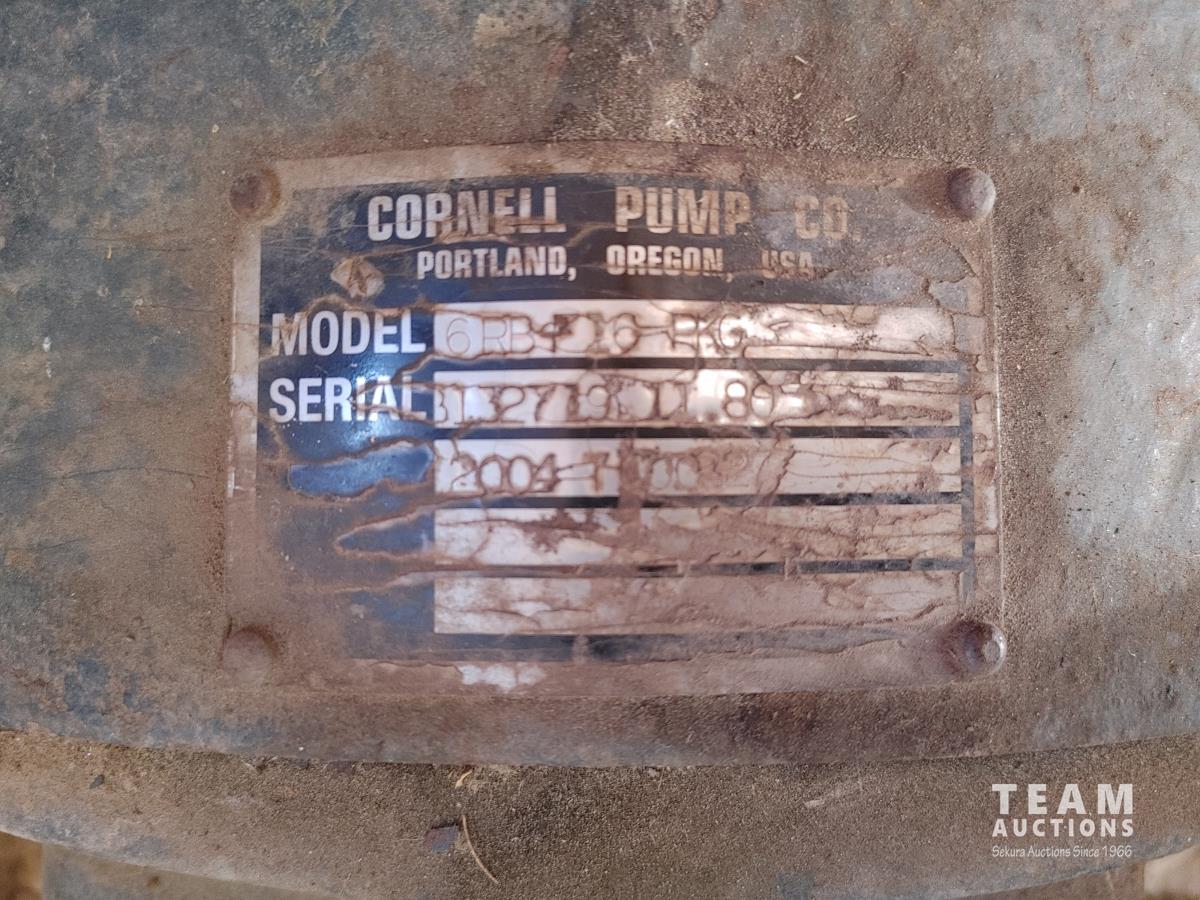 CORNELL PUMP CO.
PORTLAND, OREGON, USA
MODEL
SERIAL
TEAM
AUCTIONS
Sekura Auctions Since 1966